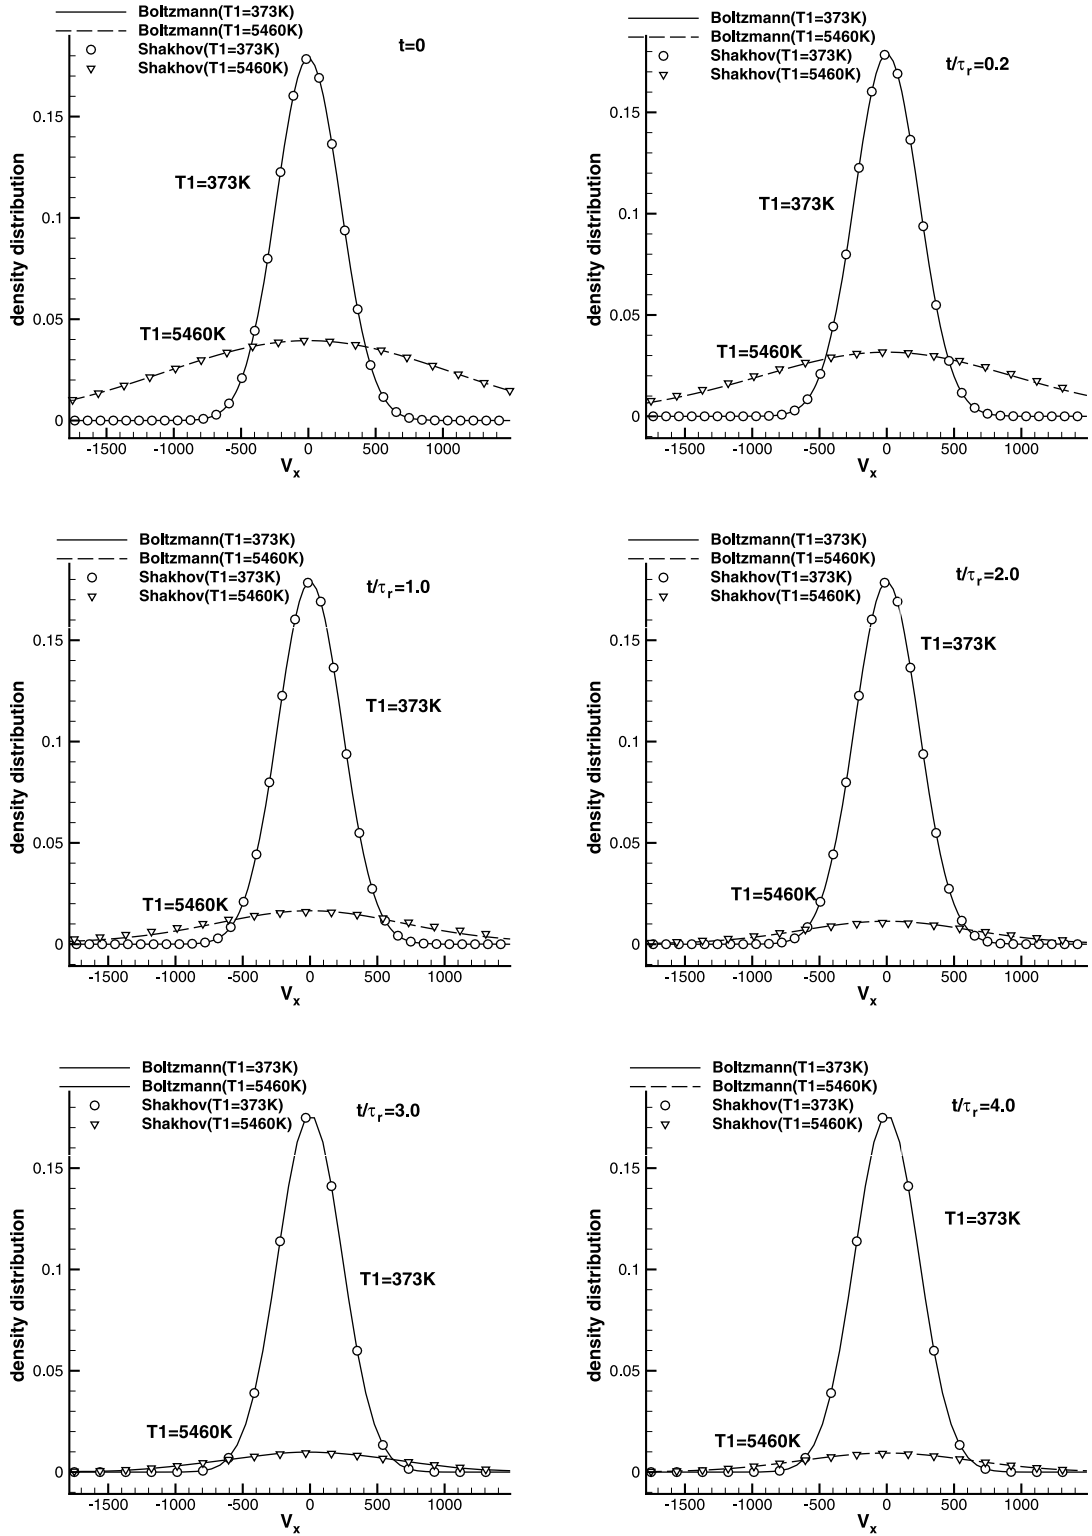 Boltzmann(T1=373K)
Boltzmann(T1=5460K)
Shakhov(T1=373K)
Shakhov(T1=5460K)
t=0
T1=373K
T1=5460K
density distribution
0.15
0.1
0.05
0
-1500 -1000 -500 0 500 1000
V_x
Boltzmann(T1=373K)
Boltzmann(T1=5460K)
Shakhov(T1=373K)
Shakhov(T1=5460K)
t/τ_r=0.2
T1=373K
T1=5460K
density distribution
0.15
0.1
0.05
0
-1500 -1000 -500 0 500 1000
V_x
Boltzmann(T1=373K)
Boltzmann(T1=5460K)
Shakhov(T1=373K)
Shakhov(T1=5460K)
t/τ_r=1.0
T1=373K
T1=5460K
density distribution
0.15
0.1
0.05
0
-1500 -1000 -500 0 500 1000
V_x
Boltzmann(T1=373K)
Boltzmann(T1=5460K)
Shakhov(T1=373K)
Shakhov(T1=5460K)
t/τ_r=2.0
T1=373K
T1=5460K
density distribution
0.15
0.1
0.05
0
-1500 -1000 -500 0 500 1000
V_x
Boltzmann(T1=373K)
Boltzmann(T1=5460K)
Shakhov(T1=373K)
Shakhov(T1=5460K)
t/τ_r=3.0
T1=373K
T1=5460K
density distribution
0.15
0.1
0.05
0
-1500 -1000 -500 0 500 1000
V_x
Boltzmann(T1=373K)
Boltzmann(T1=5460K)
Shakhov(T1=373K)
Shakhov(T1=5460K)
t/τ_r=4.0
T1=373K
T1=5460K
density distribution
0.15
0.1
0.05
0
-1500 -1000 -500 0 500 1000
V_x